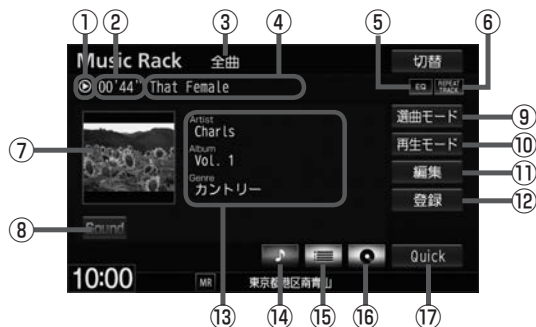 ① ② ③ ④ ⑤ ⑥
Music Rack 全曲 切替
00'44" That Female EQ REPEAT TRACK
⑦ ⑧ ⑨ ⑩ ⑪ ⑫
Artist
Charls
Album
Vol. 1
Genre
カントリー
選曲モード
再生モード
編集
登録
Sound
Quick
10:00 MR 東京都港区南青山
⑬ ⑭ ⑮ ⑯ ⑰